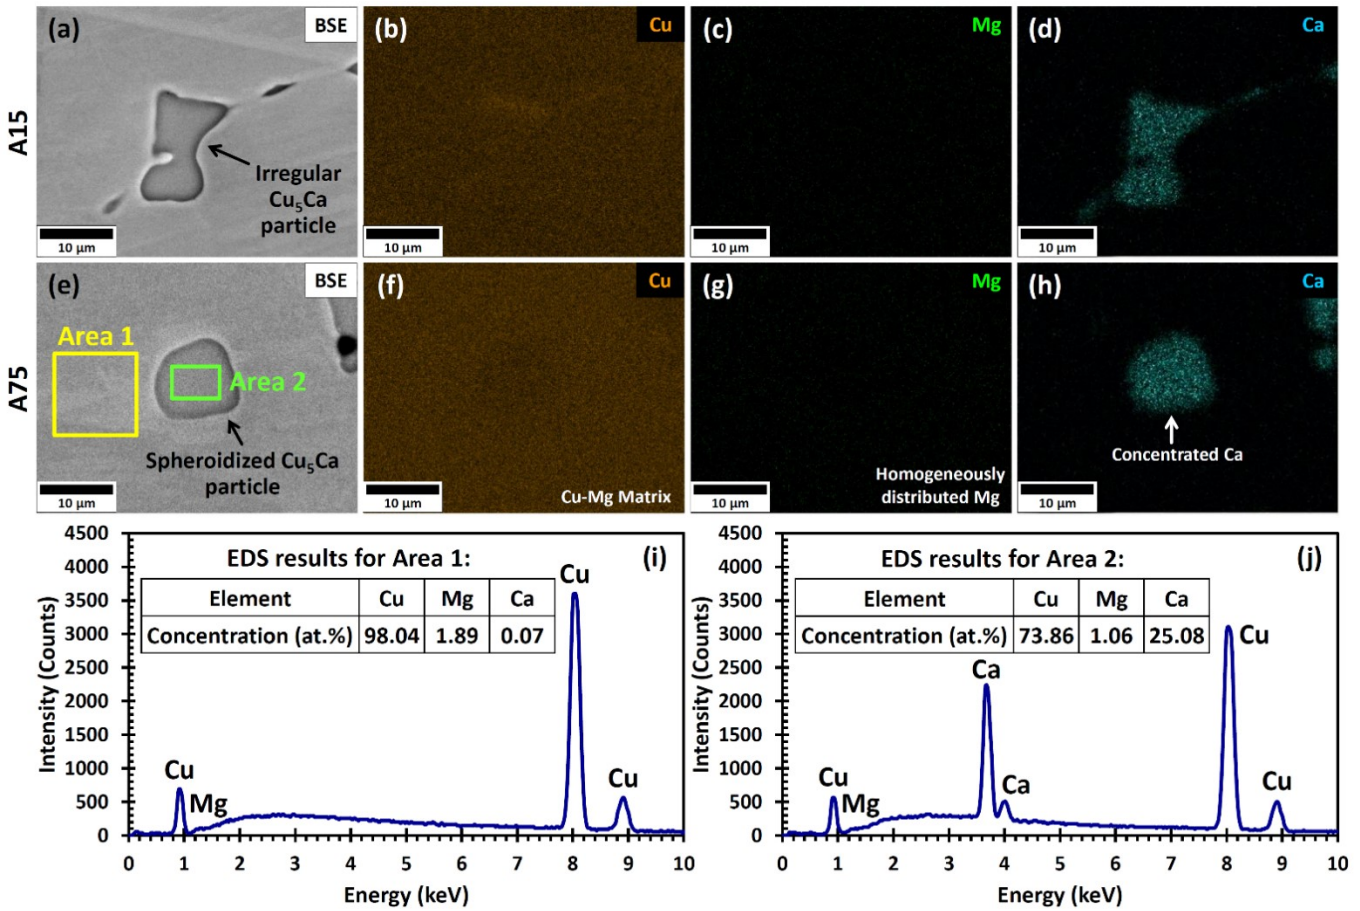 A15
(a)
BSE
Irregular
Cu₅Ca
particle
10 µm
(b)
Cu
10 µm
(c)
Mg
10 µm
(d)
Ca
10 µm
A75
(e)
BSE
Area 1
Area 2
Spheroidized Cu₅Ca
particle
10 µm
(f)
Cu
Cu-Mg Matrix
10 µm
(g)
Mg
Homogeneously
distributed Mg
10 µm
(h)
Ca
Concentrated Ca
10 µm
(i)
EDS results for Area 1:
Element Cu Mg Ca
Concentration (at.%) 98.04 1.89 0.07
Cu
Cu
Cu
Mg
4500
4000
3500
3000
2500
2000
1500
1000
500
0
Intensity (Counts)
0 1 2 3 4 5 6 7 8 9 10
Energy (keV)
(j)
EDS results for Area 2:
Element Cu Mg Ca
Concentration (at.%) 73.86 1.06 25.08
Cu
Ca
Cu
Ca
Cu
Mg
4500
4000
3500
3000
2500
2000
1500
1000
500
0
Intensity (Counts)
0 1 2 3 4 5 6 7 8 9 10
Energy (keV)